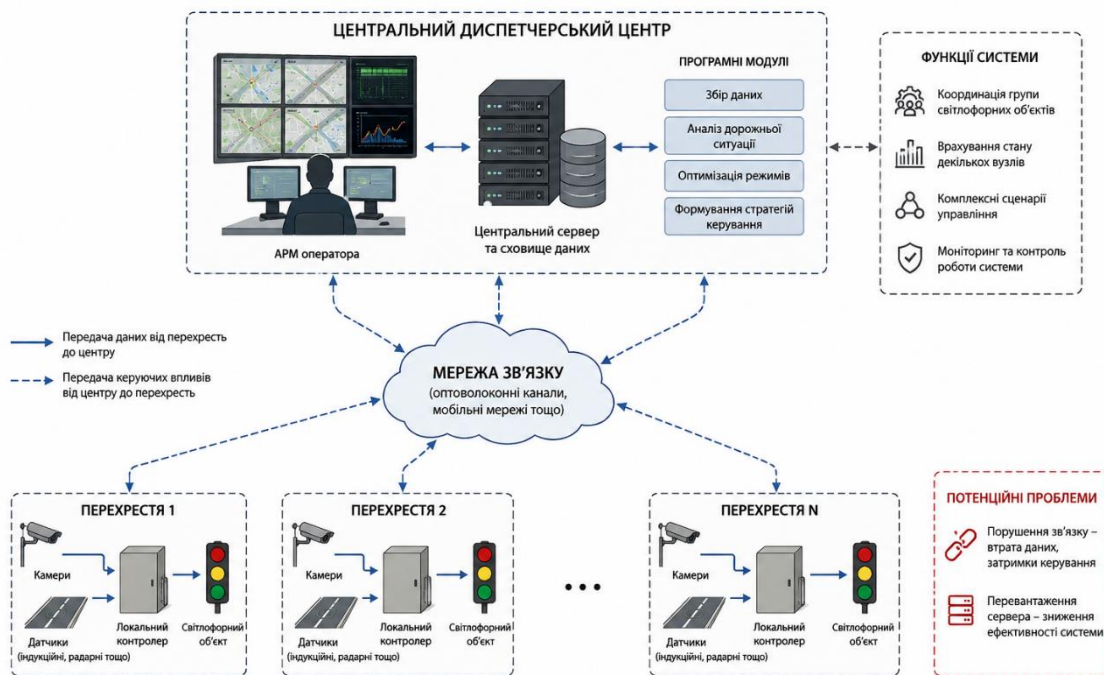 ЦЕНТРАЛЬНИЙ ДИСПЕТЧЕРСЬКИЙ ЦЕНТР
АРМ оператора
Центральний сервер
та сховище даних
ПРОГРАМНІ МОДУЛІ
Збір даних
Аналіз дорожньої
ситуації
Оптимізація режимів
Формування стратегій
керування
ФУНКЦІЇ СИСТЕМИ
Координація групи
світлофорних об'єктів
Врахування стану
декількох вузлів
Комплексні сценарії
управління
Моніторинг та контроль
роботи системи
Передача даних від перехресть
до центру
Передача керуючих впливів
від центру до перехресть
МЕРЕЖА ЗВ'ЯЗКУ
(оптоволоконні канали,
мобільні мережі тощо)
ПЕРЕХРЕСТЯ 1
Камери
Датчики
(індукційні, радарні тощо)
Локальний
контролер
Світлофорний
об'єкт
ПЕРЕХРЕСТЯ 2
Камери
Датчики
(індукційні, радарні тощо)
Локальний
контролер
Світлофорний
об'єкт
ПЕРЕХРЕСТЯ N
Камери
Датчики
(індукційні, радарні тощо)
Локальний
контролер
Світлофорний
об'єкт
ПОТЕНЦІЙНІ ПРОБЛЕМИ
Порушення зв'язку –
втрата даних,
затримки керування
Перевантаження
сервера – зниження
ефективності системи